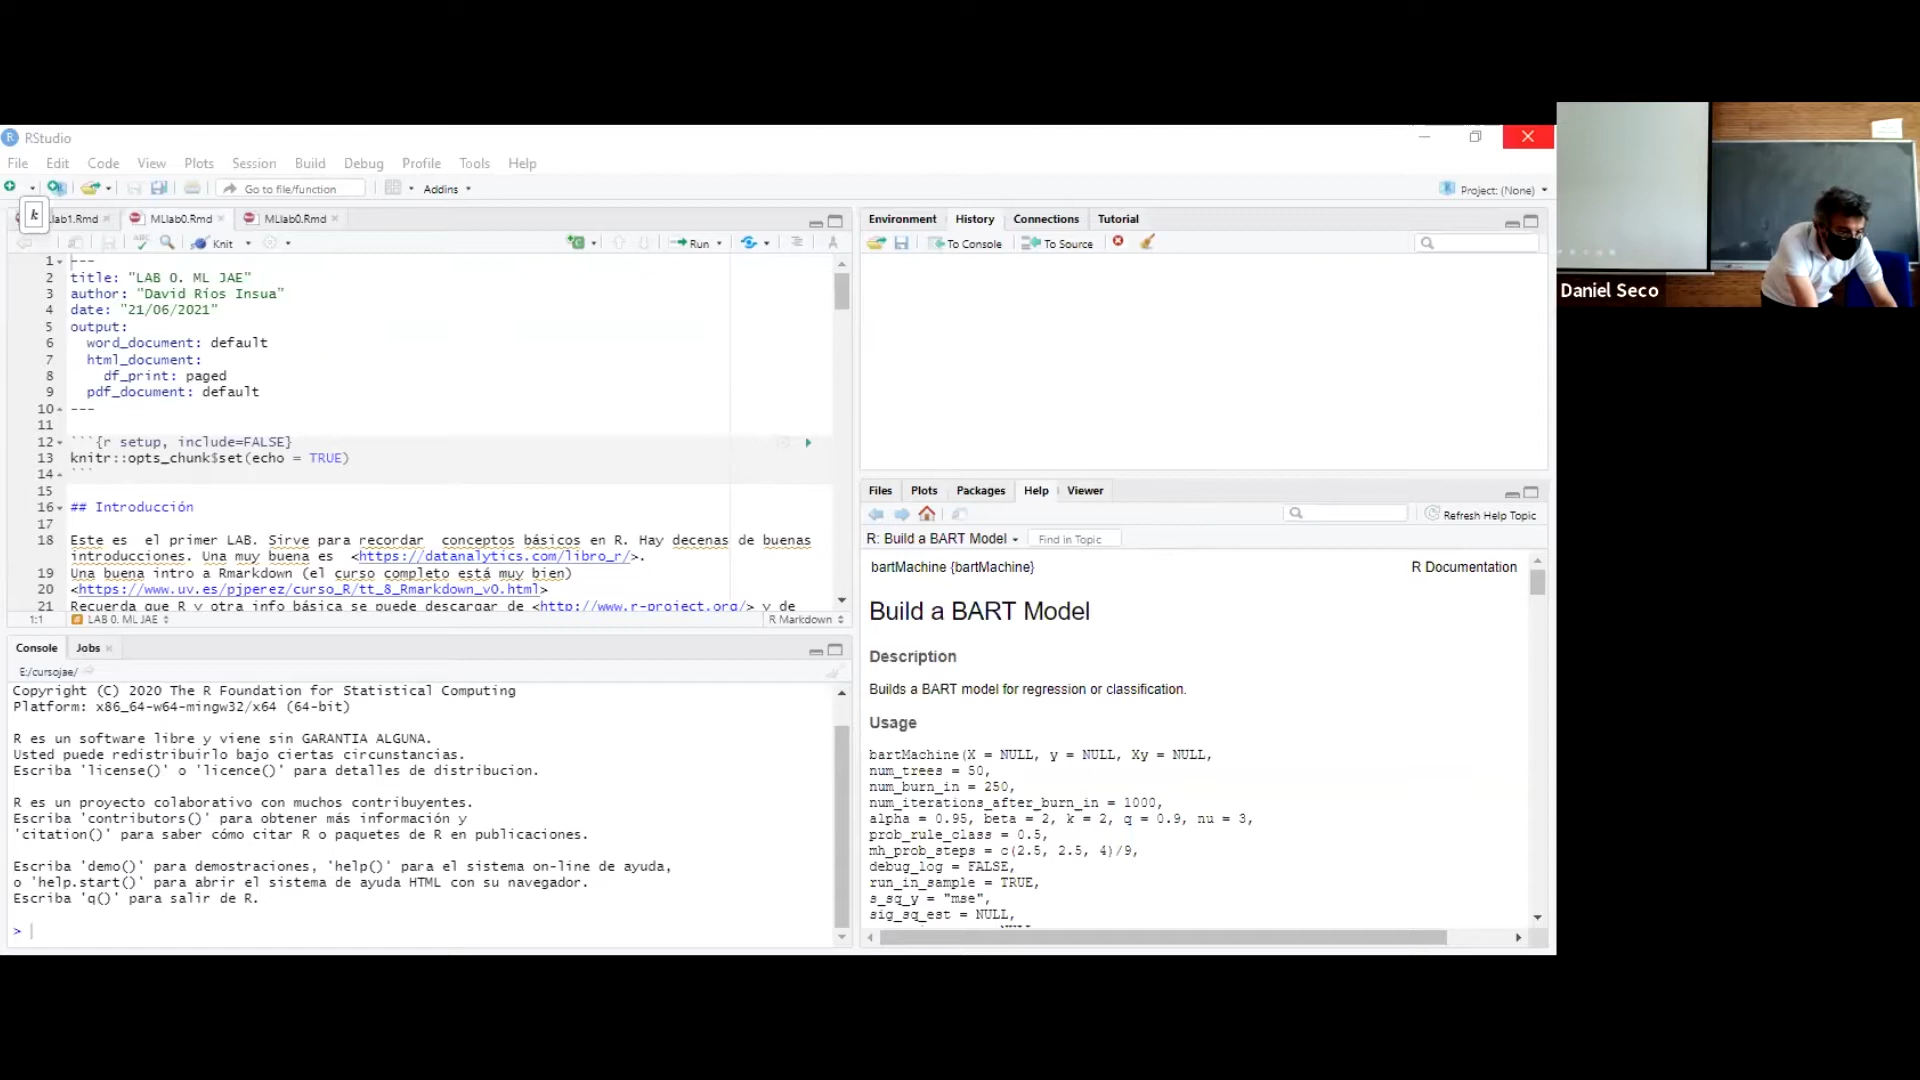 RStudio
File Edit Code View Plots Session Build Debug Profile Tools Help
Go to file/function Addins Project: (None)
k
lab1.Rmd MLlab0.Rmd MLlab0.Rmd
Knit Run
1 ---
2 title: "LAB 0. ML JAE"
3 author: "David Ríos Insua"
4 date: "21/06/2021"
5 output:
6 word_document: default
7 html_document:
8 df_print: paged
9 pdf_document: default
10 ---
11
12 ```{r setup, include=FALSE}
13 knitr::opts_chunk$set(echo = TRUE)
14 ```
15
16 ## Introducción
17
18 Este es el primer LAB. Sirve para recordar conceptos básicos en R. Hay decenas de buenas
introducciones. Una muy buena es <https://datanalytics.com/libro_r/>.
19 Una buena intro a Rmarkdown (el curso completo está muy bien)
20 <https://www.uv.es/pjperez/curso_R/tt_8_Rmarkdown_v0.html>
21 Recuerda que R y otra info básica se puede descargar de <http://www.r-project.org/> y de
1:1 LAB 0. ML JAE R Markdown
Console Jobs
E:/cursojae/
Copyright (C) 2020 The R Foundation for Statistical Computing
Platform: x86_64-w64-mingw32/x64 (64-bit)
R es un software libre y viene sin GARANTIA ALGUNA.
Usted puede redistribuirlo bajo ciertas circunstancias.
Escriba 'license()' o 'licence()' para detalles de distribucion.
R es un proyecto colaborativo con muchos contribuyentes.
Escriba 'contributors()' para obtener más información y
'citation()' para saber cómo citar R o paquetes de R en publicaciones.
Escriba 'demo()' para demostraciones, 'help()' para el sistema on-line de ayuda,
o 'help.start()' para abrir el sistema de ayuda HTML con su navegador.
Escriba 'q()' para salir de R.
>
Environment History Connections Tutorial
To Console To Source
Files Plots Packages Help Viewer
Refresh Help Topic
R: Build a BART Model Find in Topic
bartMachine {bartMachine} R Documentation
Build a BART Model
Description
Builds a BART model for regression or classification.
Usage
bartMachine(X = NULL, y = NULL, Xy = NULL,
num_trees = 50,
num_burn_in = 250,
num_iterations_after_burn_in = 1000,
alpha = 0.95, beta = 2, k = 2, q = 0.9, nu = 3,
prob_rule_class = 0.5,
mh_prob_steps = c(2.5, 2.5, 4)/9,
debug_log = FALSE,
run_in_sample = TRUE,
s_sq_y = "mse",
sig_sq_est = NULL,
Daniel Seco